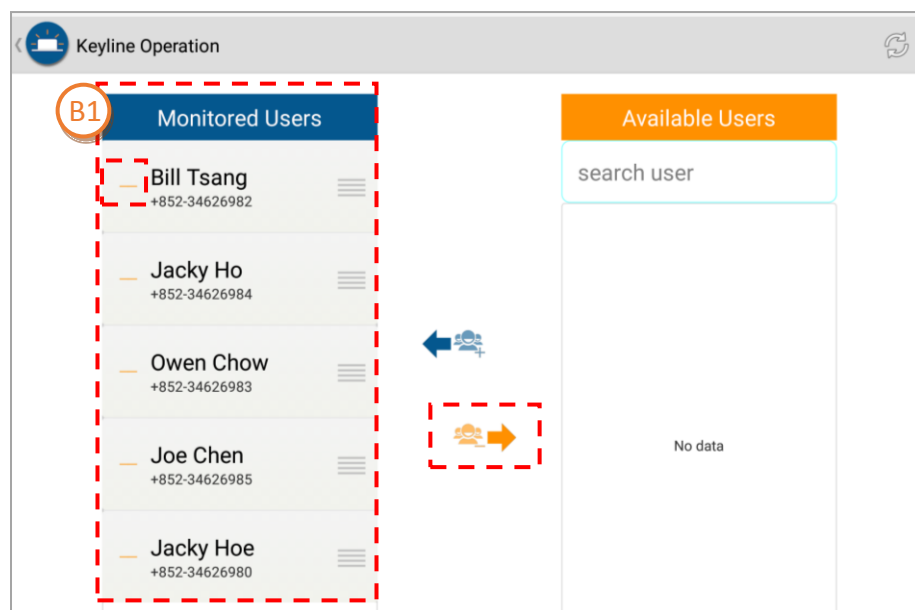 Keyline Operation
B1
Monitored Users
Bill Tsang
+852-34626982
Jacky Ho
+852-34626984
Owen Chow
+852-34626983
Joe Chen
+852-34626985
Jacky Hoe
+852-34626980
Available Users
search user
No data